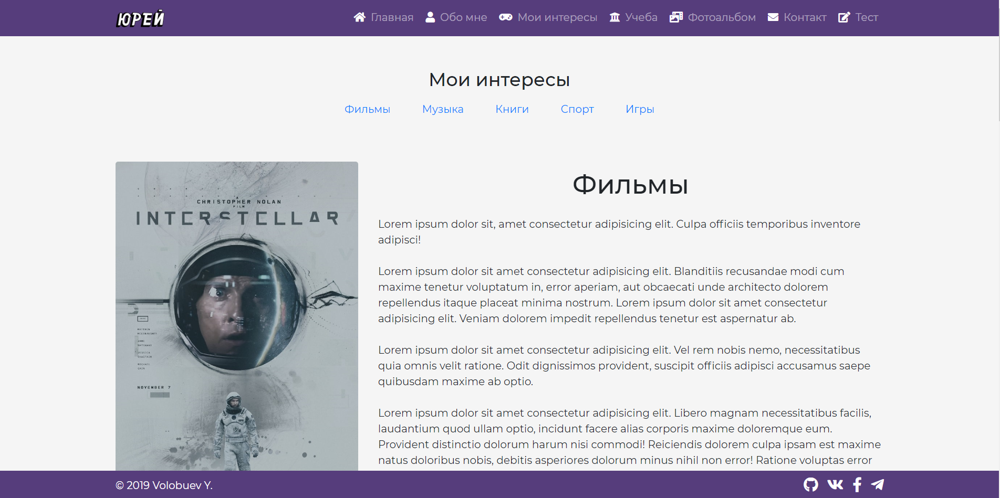 ЮРЕЙ
Главная
Обо мне
Мои интересы
Учеба
Фотоальбом
Контакт
Тест
Мои интересы
Фильмы
Музыка
Книги
Спорт
Игры
A
CHRISTOPHER NOLAN
FILM
INTERSTELLAR
MATTHEW
MCCONAUGHEY
ANNE
HATHAWAY
JESSICA
CHASTAIN
MICHAEL
NOVEMBER 7
Фильмы
Lorem ipsum dolor sit, amet consectetur adipisicing elit. Culpa officiis temporibus inventore
adipisci!
Lorem ipsum dolor sit amet consectetur adipisicing elit. Blanditiis recusandae modi cum
maxime tenetur voluptatum in, error aperiam, aut obcaecati unde architecto dolorem
repellendus itaque placeat minima nostrum. Lorem ipsum dolor sit amet consectetur
adipisicing elit. Veniam dolorem impedit repellendus tenetur est aspernatur ab.
Lorem ipsum dolor sit amet consectetur adipisicing elit. Vel rem nobis nemo, necessitatibus
quia omnis velit ratione. Odit dignissimos provident, suscipit officiis adipisci accusamus saepe
quibusdam maxime ab optio.
Lorem ipsum dolor sit amet consectetur adipisicing elit. Libero magnam necessitatibus facilis,
laudantium quod ullam optio, incidunt facere alias corporis maxime doloremque eum.
Provident distinctio dolorum harum nisi commodi! Reiciendis dolorem culpa ipsam est maxime
natus doloribus nobis, debitis asperiores dolorum minus nihil non error! Ratione voluptas error
© 2019 Volobuev Y.